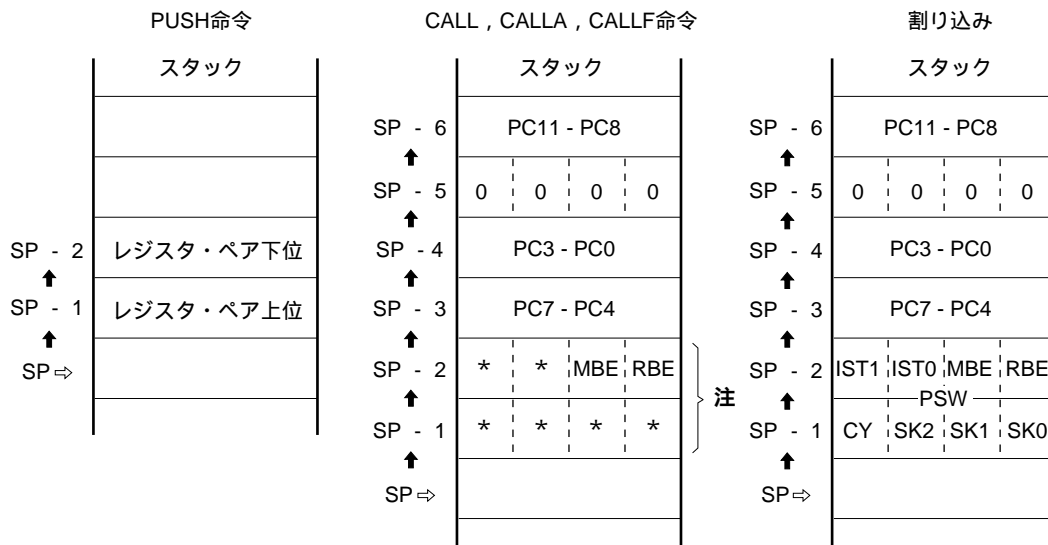 PUSH命令
スタック
SP - 2 レジスタ・ペア下位
SP - 1 レジスタ・ペア上位
SP⇨
CALL , CALLA , CALLF命令
スタック
SP - 6 PC11 - PC8
SP - 5 0 0 0 0
SP - 4 PC3 - PC0
SP - 3 PC7 - PC4
SP - 2 * * MBE RBE
注
SP - 1 * * * *
SP⇨
割り込み
スタック
SP - 6 PC11 - PC8
SP - 5 0 0 0 0
SP - 4 PC3 - PC0
SP - 3 PC7 - PC4
SP - 2 IST1 IST0 MBE RBE
PSW
SP - 1 CY SK2 SK1 SK0
SP⇨